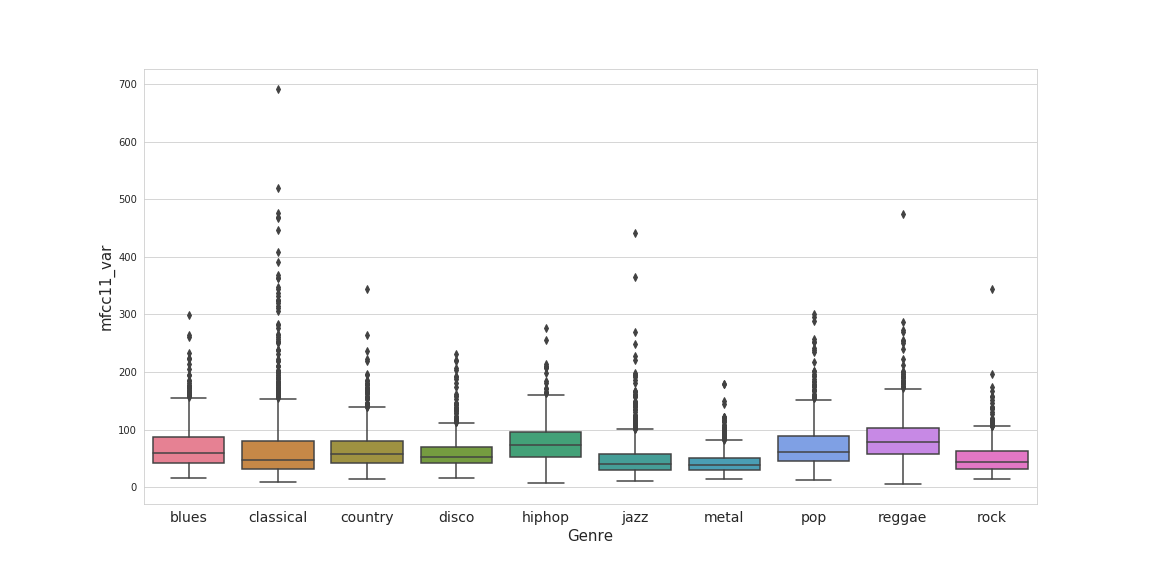 700
600
500
400
300
200
100
0
mfcc11_var
blues classical country disco hiphop jazz metal pop reggae rock
Genre